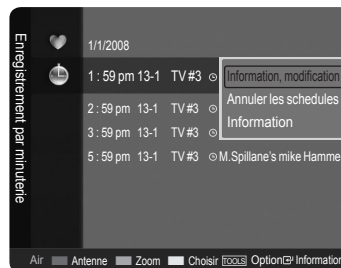 Enregistrement par minuterie
1/1/2008
1 : 59 pm 13-1 TV #3 Information, modification
2 : 59 pm 13-1 TV #3 Annuler les schedules
3 : 59 pm 13-1 TV #3 Information
5 : 59 pm 13-1 TV #3 M.Spillane's mike Hamme
Air Antenne Zoom Choisir TOOLS Option Information